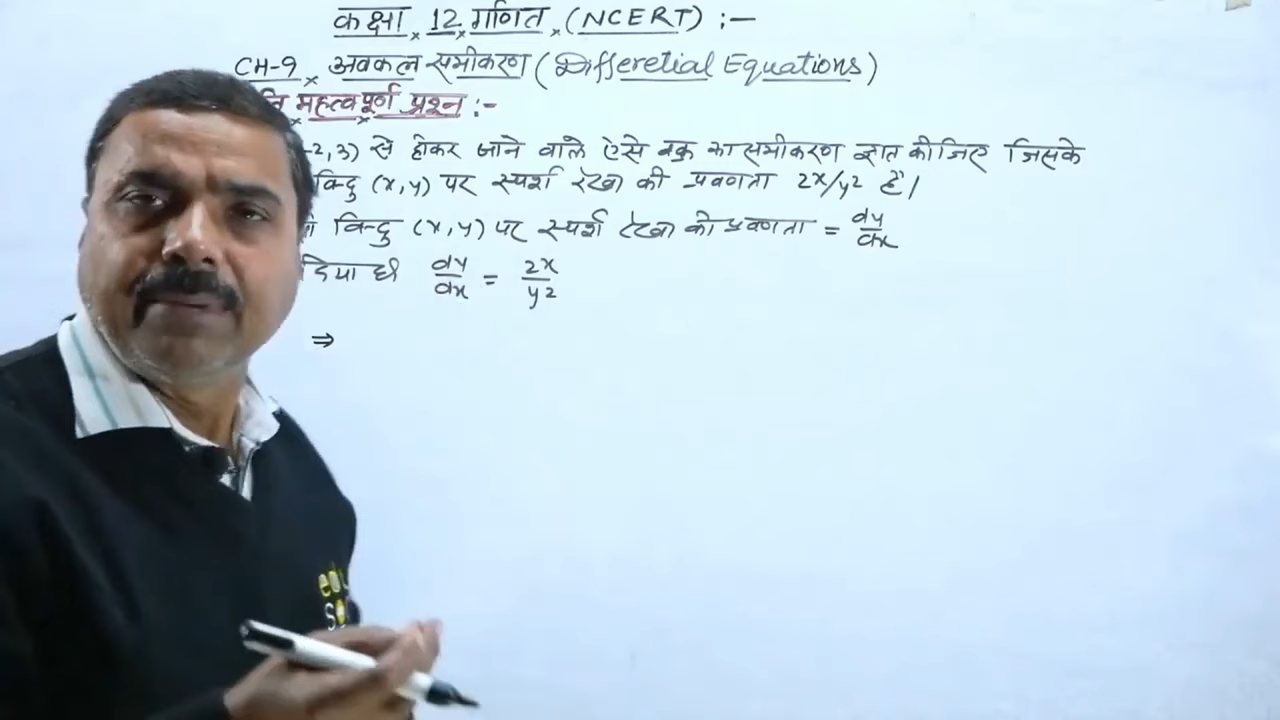 कक्षा 12 गणित (NCERT) :-
CH-9 अवकल समीकरण (Differetial Equations)
महत्वपूर्ण प्रश्न :-
-2, 3) से होकर जाने वाले ऐसे वक्र का समीकरण ज्ञात कीजिए जिसके
बिंदु (x, y) पर स्पर्श रेखा की प्रवणता 2x/y2 है।
बिन्दु (x, y) पर स्पर्श रेखा की प्रवणता = dy/dx
दिया है dy/dx = 2x/y2
⇒